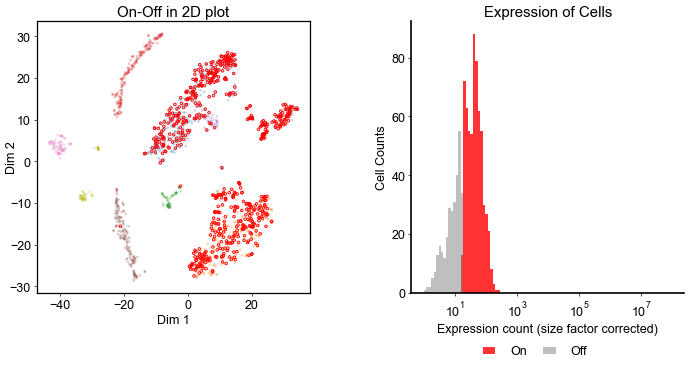 On-Off in 2D plot
30
20
10
0
−10
−20
−30
Dim 2
−40
−20
0
20
Dim 1
Expression of Cells
80
60
40
20
0
Cell Counts
10^1
10^3
10^5
10^7
Expression count (size factor corrected)
On
Off